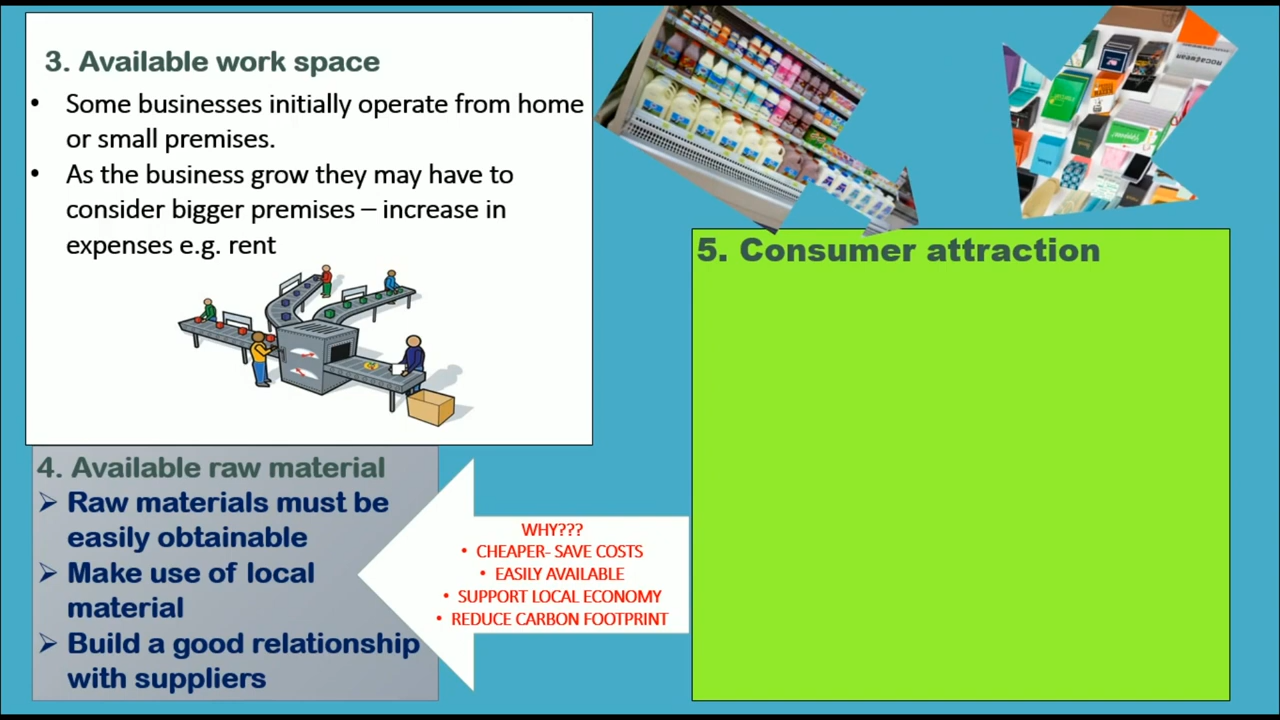 3. Available work space
• Some businesses initially operate from home
or small premises.
• As the business grow they may have to
consider bigger premises – increase in
expenses e.g. rent
4. Available raw material
➢ Raw materials must be
easily obtainable
➢ Make use of local
material
➢ Build a good relationship
with suppliers
WHY???
• CHEAPER- SAVE COSTS
• EASILY AVAILABLE
• SUPPORT LOCAL ECONOMY
• REDUCE CARBON FOOTPRINT
5. Consumer attraction